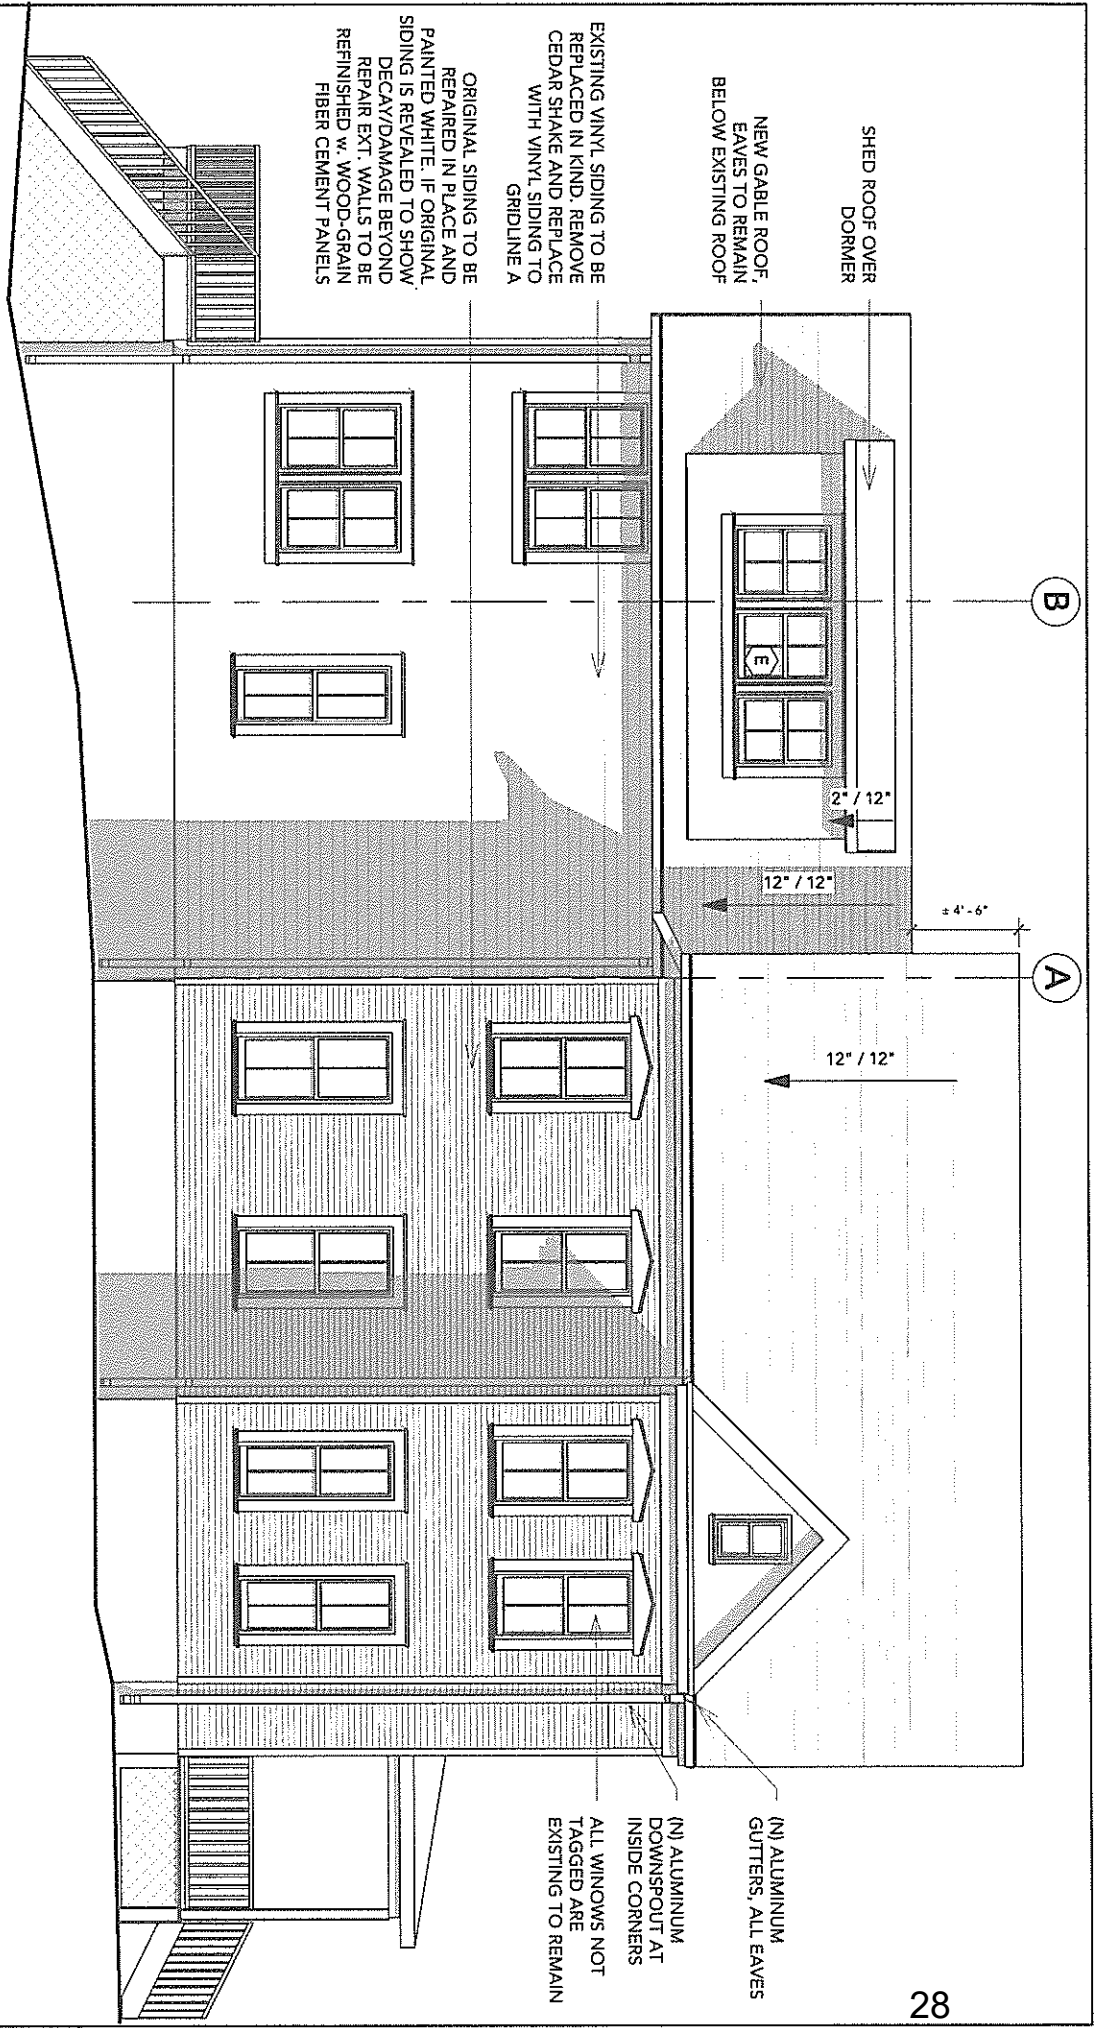 SHED ROOF OVER
DORMER
NEW GABLE ROOF,
EAVES TO REMAIN
BELOW EXISTING ROOF
EXISTING VINYL SIDING TO BE
REPLACED IN KIND. REMOVE
CEDAR SHAKE AND REPLACE
WITH VINYL SIDING TO
GRIDLINE A
ORIGINAL SIDING TO BE
REPAIRED IN PLACE AND
PAINTED WHITE. IF ORIGINAL
SIDING IS REVEALED TO SHOW
DECAY/DAMAGE BEYOND
REPAIR EXT. WALLS TO BE
REFINISHED w. WOOD-GRAIN
FIBER CEMENT PANELS
B
E
2" / 12"
12" / 12"
± 4'-6"
A
12" / 12"
(N) ALUMINUM
GUTTERS, ALL EAVES
(N) ALUMINUM
DOWNSPOUT AT
INSIDE CORNERS
ALL WINOWS NOT
TAGGED ARE
EXISTING TO REMAIN
28